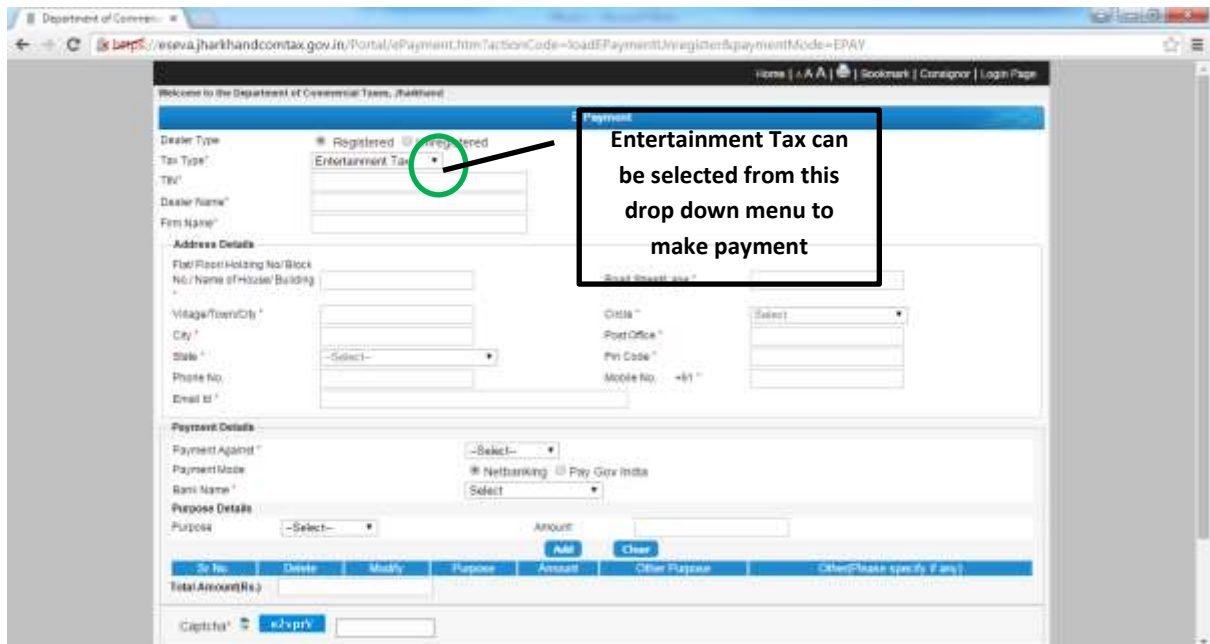 Department of Commerc
https://eseva.jharkhandcomtax.gov.in/Portal/ePayment.htm?actionCode=loadEPaymentUnregister&paymentMode=EPAY
Home | A A A | | Bookmark | Consignor | Login Page
Welcome to the Department of Commercial Taxes, Jharkhand
Payment
Dealer Type Registered Unregistered
Tax Type* Entertainment Tax
TIN*
Dealer Name*
Firm Name*
Entertainment Tax can
be selected from this
drop down menu to
make payment
Address Details
Flat/Floor/Holding No/Block
No./Name of House/Building
*
Road Street/Lane *
Village/Town/City * Circle * Select
City * Post Office *
State * --Select-- Pin Code *
Phone No. Mobile No. +91 *
Email Id *
Payment Details
Payment Against * --Select--
Payment Mode Netbanking Pay Gov India
Bank Name * Select
Purpose Details
Purpose --Select-- Amount
Add Clear
Sr No. Delete Modify Purpose Amount Other Purpose Other(Please specify if any)
Total Amount(Rs.)
Captcha*